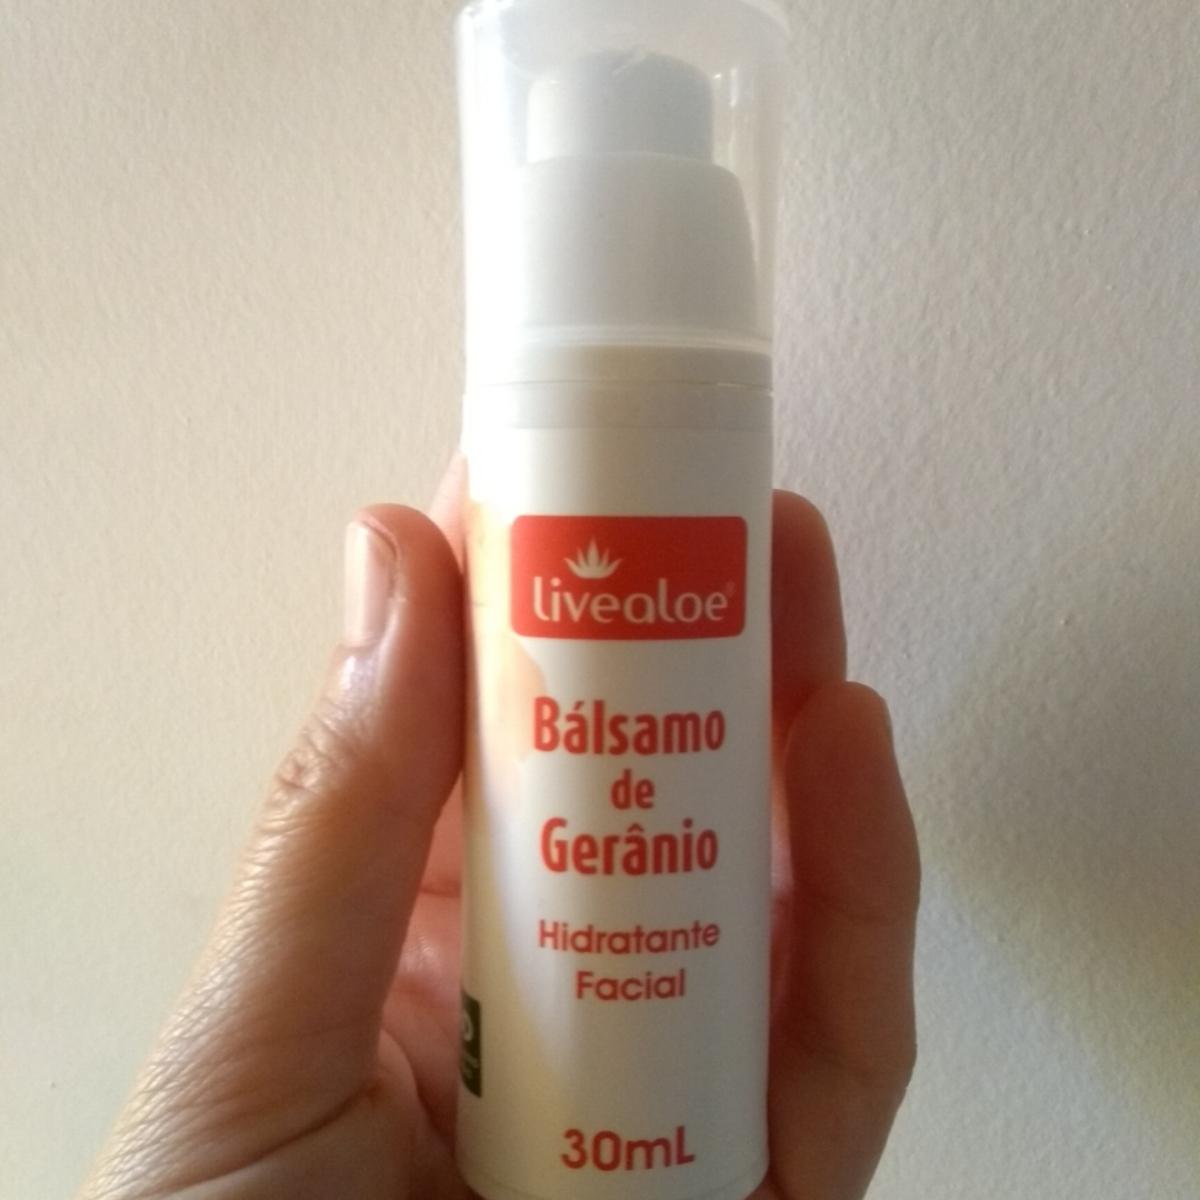 livealoe®
Bálsamo
de
Gerânio
Hidratante
Facial
30mL